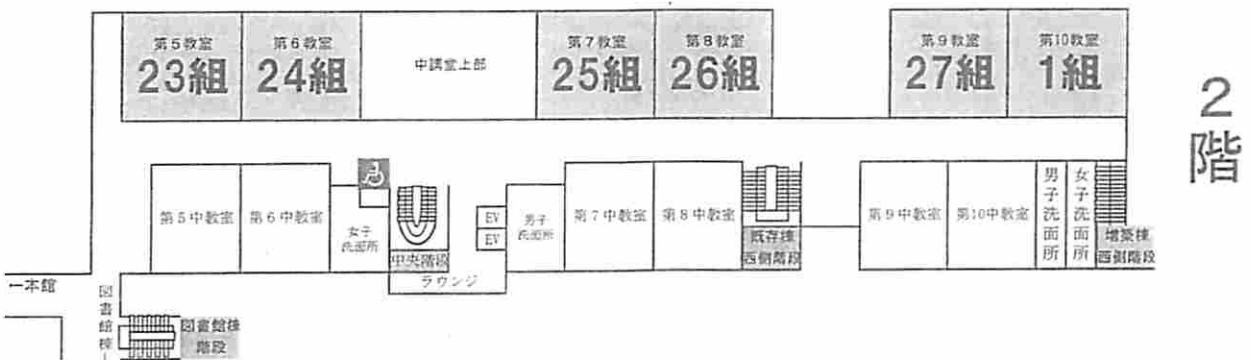 第5教室
23組
第6教室
24組
中講堂上部
第7教室
25組
第8教室
26組
第9教室
27組
第10教室
1組
2階
第5中教室
第6中教室
女子
洗面所
中央階段
ラウンジ
EV
EV
男子
洗面所
第7中教室
第8中教室
既存棟
西側階段
第9中教室
第10中教室
男子洗面所
女子洗面所
増築棟
西側階段
←本館
図書館棟
図書館棟
階段